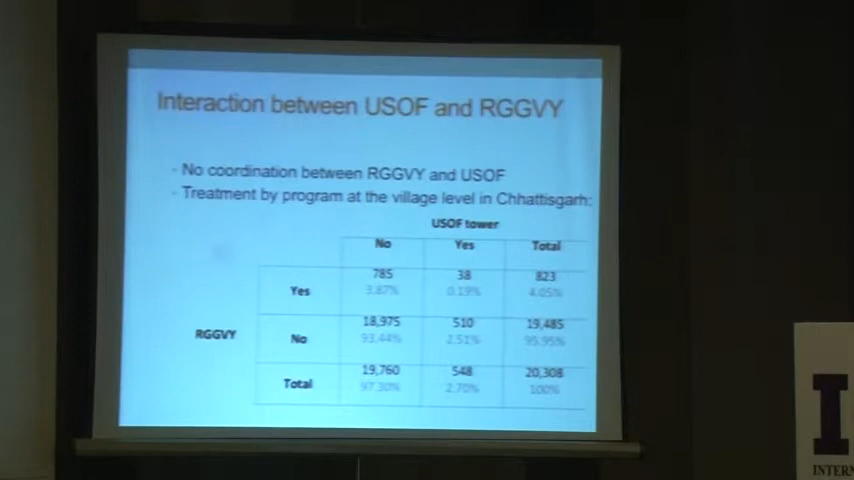 Interaction between USOF and RGGVY
- No coordination between RGGVY and USOF
- Treatment by program at the village level in Chhattisgarh:
USOF tower
No Yes Total
785 38 823
Yes 3.87% 0.19% 4.05%
18,975 510 19,485
RGGVY No 93.44% 2.51% 95.95%
19,760 548 20,308
Total 97.30% 2.70% 100%
I
INTERN